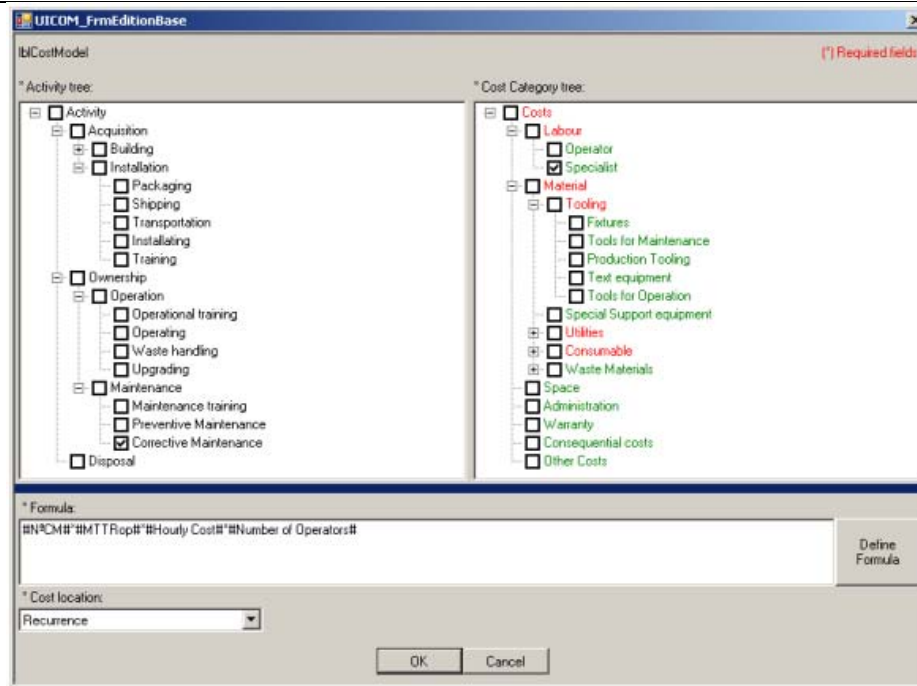 UICOM_FrmEditionBase
lblCostModel
(*) Required fields
* Activity tree:
Activity
Acquisition
Building
Installation
Packaging
Shipping
Transportation
Installating
Training
Ownership
Operation
Operational training
Operating
Waste handling
Upgrading
Maintenance
Maintenance training
Preventive Maintenance
Corrective Maintenance
Disposal
* Cost Category tree:
Costs
Labour
Operator
Specialist
Material
Tooling
Fixtures
Tools for Maintenance
Production Tooling
Text equipment
Tools for Operation
Special Support equipment
Utilities
Consumable
Waste Materials
Space
Administration
Warranty
Consequential costs
Other Costs
* Formula:
#NªCM#*#MTTRop#*#Hourly Cost#*#Number of Operators#
Define
Formula
* Cost location:
Recurrence
OK
Cancel